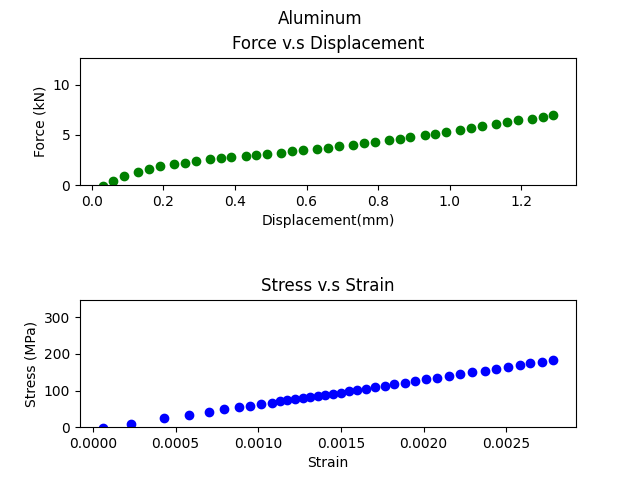 Aluminum
Force v.s Displacement
10
5
0
Force (kN)
0.0 0.2 0.4 0.6 0.8 1.0 1.2
Displacement(mm)
Stress v.s Strain
300
200
100
0
Stress (MPa)
0.0000 0.0005 0.0010 0.0015 0.0020 0.0025
Strain